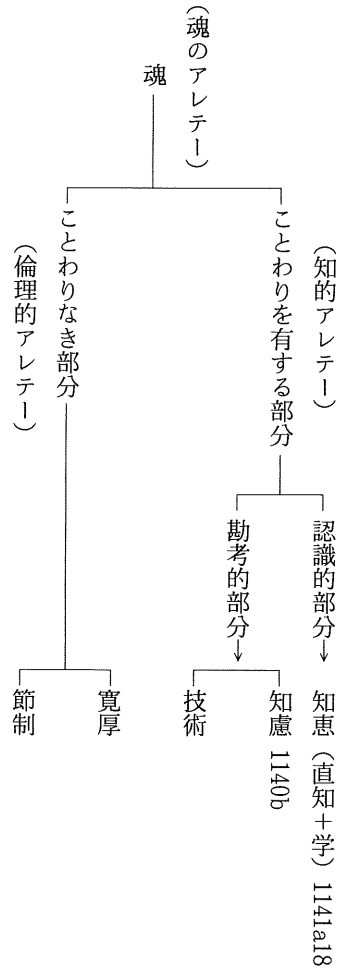 （知的アレテー）
認識的部分→知恵（直知＋学）1141a18
ことわりを有する部分
知慮 1140b
勘考的部分→
技術
（魂のアレテー）
魂
寛厚
ことわりなき部分
節制
（倫理的アレテー）